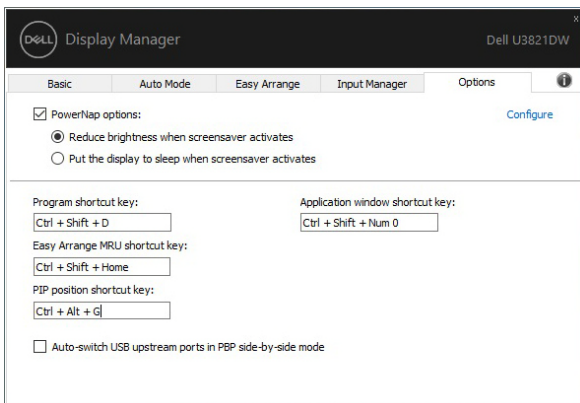 DELL Display Manager
Dell U3821DW
Basic Auto Mode Easy Arrange Input Manager Options
PowerNap options:
Configure
Reduce brightness when screensaver activates
Put the display to sleep when screensaver activates
Program shortcut key:
Application window shortcut key:
Ctrl + Shift + D
Ctrl + Shift + Num 0
Easy Arrange MRU shortcut key:
Ctrl + Shift + Home
PIP position shortcut key:
Ctrl + Alt + G
Auto-switch USB upstream ports in PBP side-by-side mode